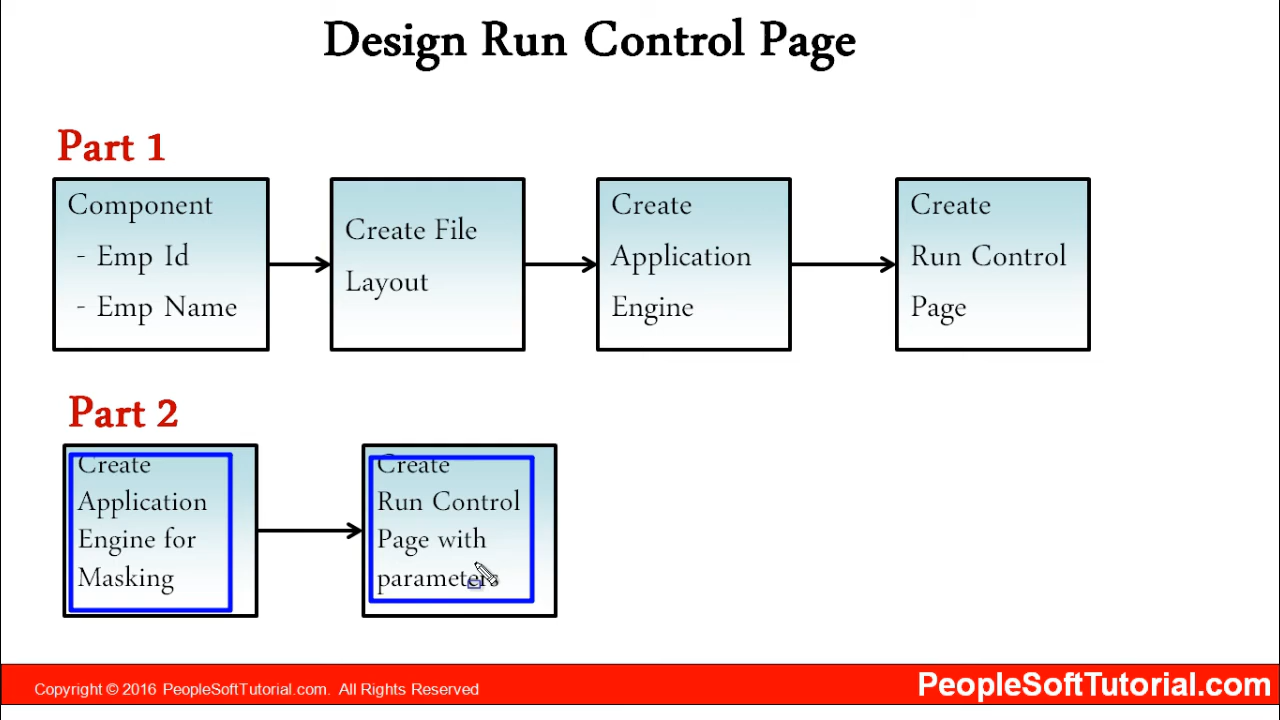 Design Run Control Page
Part 1
Component
- Emp Id
- Emp Name
Create File
Layout
Create
Application
Engine
Create
Run Control
Page
Part 2
Create
Application
Engine for
Masking
Create
Run Control
Page with
parameters
Copyright © 2016 PeopleSoftTutorial.com. All Rights Reserved
PeopleSoftTutorial.com